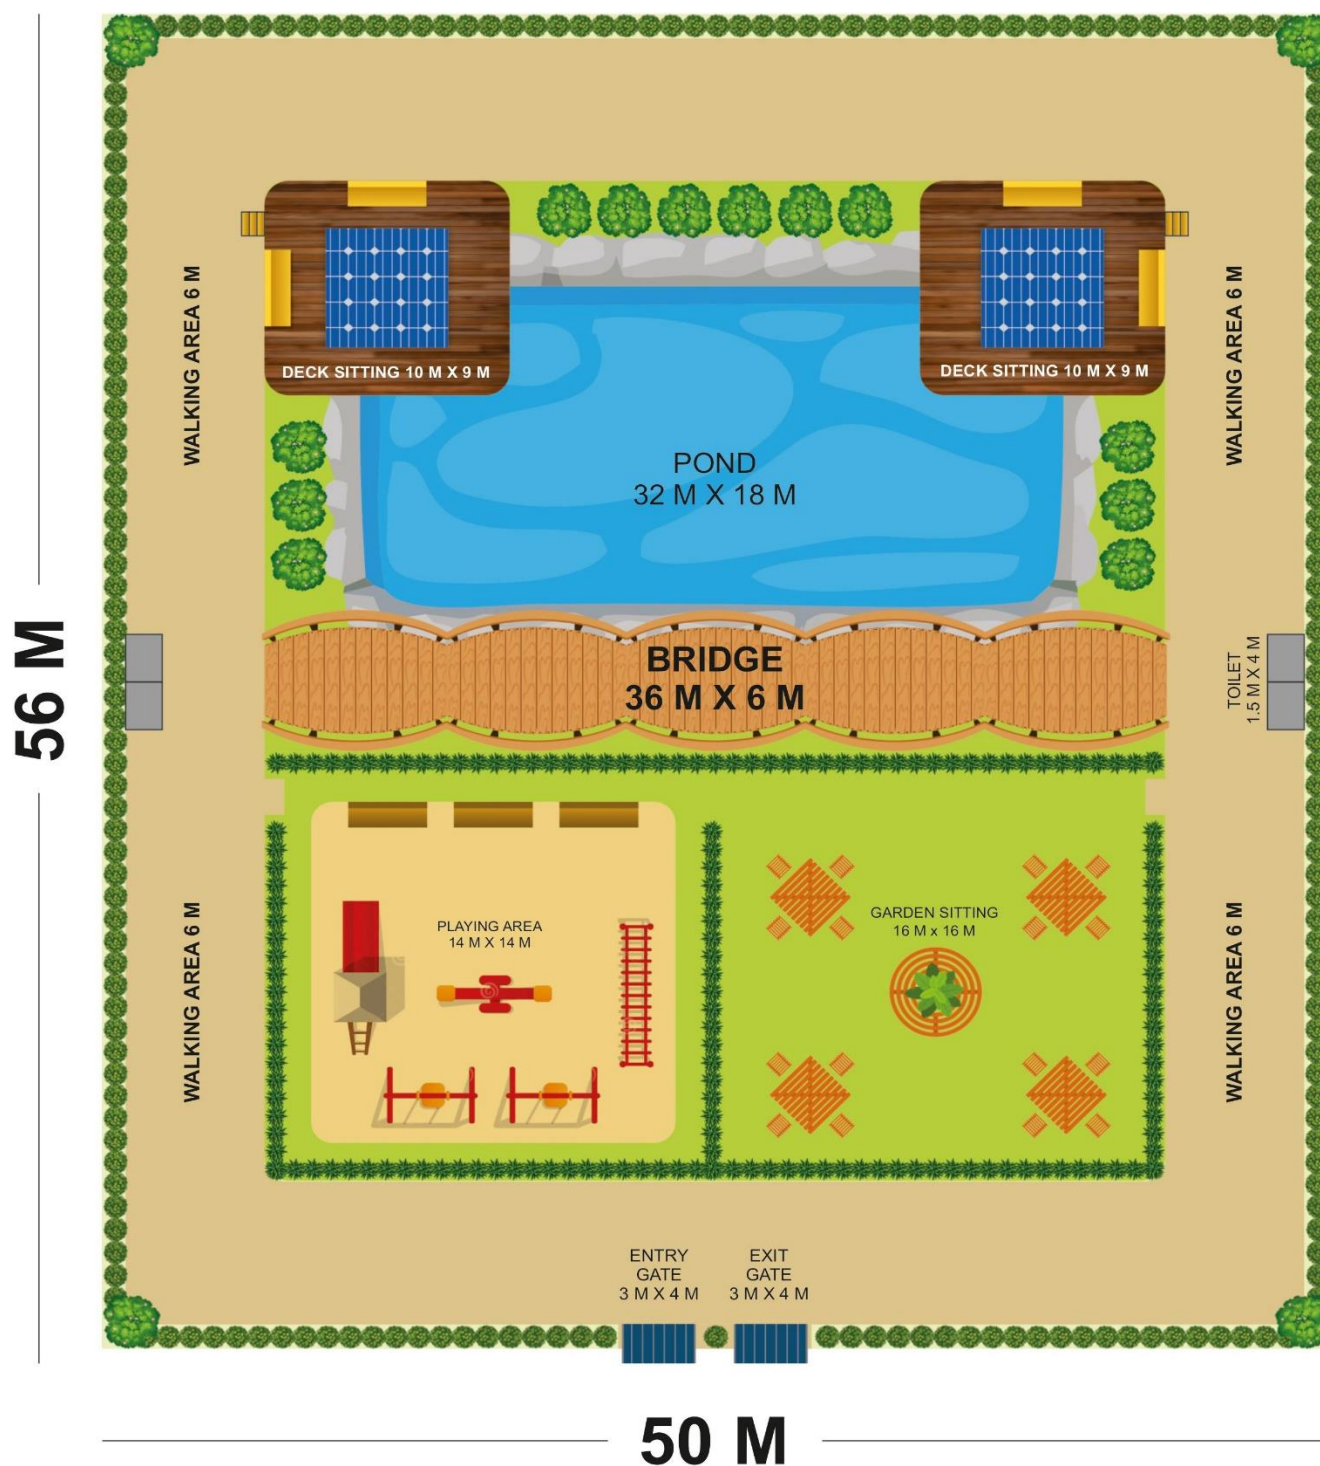 WALKING AREA 6 M
WALKING AREA 6 M
DECK SITTING 10 M X 9 M
DECK SITTING 10 M X 9 M
POND
32 M X 18 M
56 M
BRIDGE
36 M X 6 M
TOILET
1.5 M X 4 M
WALKING AREA 6 M
PLAYING AREA
14 M X 14 M
GARDEN SITTING
16 M x 16 M
WALKING AREA 6 M
ENTRY
GATE
3 M X 4 M
EXIT
GATE
3 M X 4 M
50 M